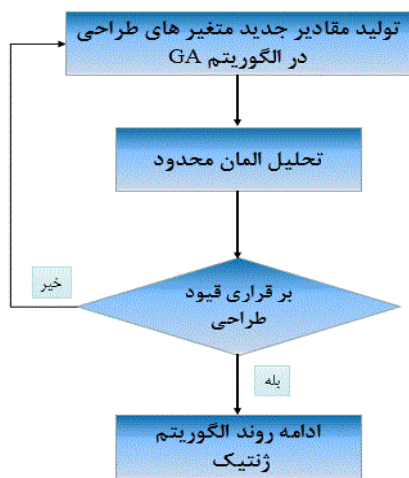 تولید مقادیر جدید متغیر های طراحی
در الگوریتم GA
تحلیل المان محدود
بر قراری قیود
طراحی
خیر
بله
ادامه روند الگوریتم
ژنتیک